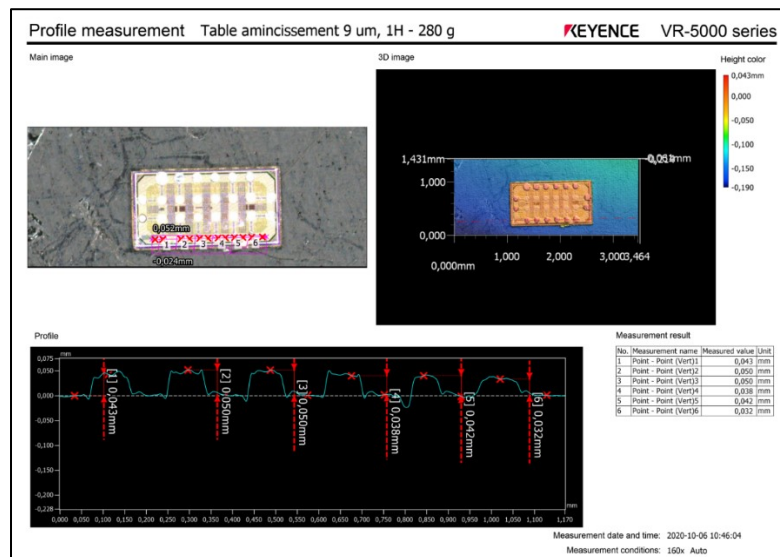 Profile measurement Table amincissement 9 um, 1H - 280 g KEYENCE VR-5000 series
Main image 3D image Height color
0,052mm
1 2 3 4 5 6
-0,024mm
1,431mm
1,000
0,000
0,000mm 1,000 2,000 3,000 3,464
0,043mm
0,000
-0,050
-0,100
-0,150
-0,190
Profile
mm
0,075
0,050
0,000
-0,050
-0,100
-0,150
-0,200
-0,228
[1] 0,043mm
[2] 0,050mm
[3] 0,050mm
[4] 0,038mm
[5] 0,042mm
[6] 0,032mm
mm
0,000 0,050 0,100 0,150 0,200 0,250 0,300 0,350 0,400 0,450 0,500 0,550 0,600 0,650 0,700 0,750 0,800 0,850 0,900 0,950 1,000 1,050 1,100 1,170
Measurement result
No. Measurement name Measured value Unit
1 Point - Point (Vert)1 0,043 mm
2 Point - Point (Vert)2 0,050 mm
3 Point - Point (Vert)3 0,050 mm
4 Point - Point (Vert)4 0,038 mm
5 Point - Point (Vert)5 0,042 mm
6 Point - Point (Vert)6 0,032 mm
Measurement date and time: 2020-10-06 10:46:04
Measurement conditions: 160x Auto